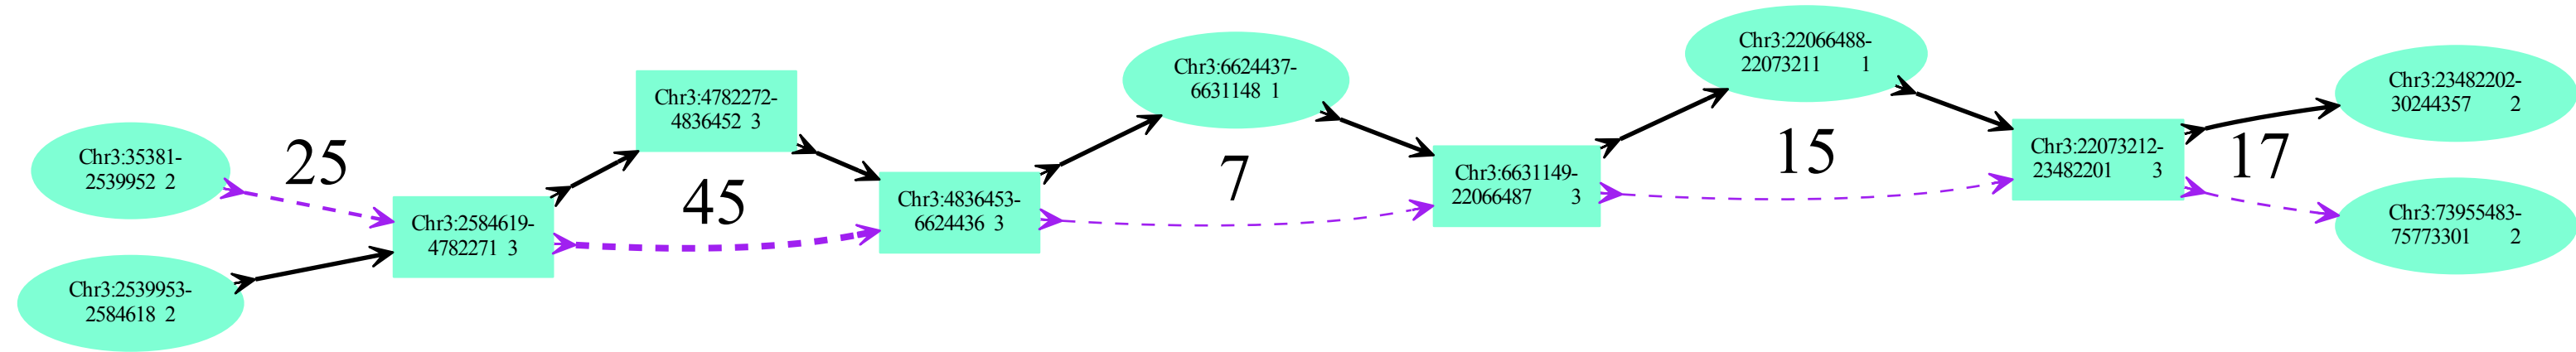 Chr3:35381-
2539952 2
25
Chr3:2539953-
2584618 2
Chr3:2584619-
4782271 3
Chr3:4782272-
4836452 3
45
Chr3:4836453-
6624436 3
Chr3:6624437-
6631148 1
7
Chr3:6631149-
22066487 3
Chr3:22066488-
22073211 1
15
Chr3:22073212-
23482201 3
17
Chr3:23482202-
30244357 2
Chr3:73955483-
75773301 2